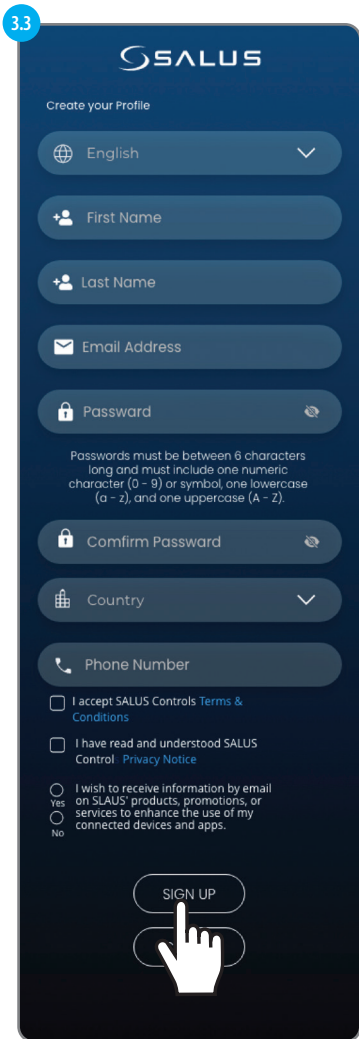 3.3
SALUS
Create your Profile
English
First Name
Last Name
Email Address
Password
Passwords must be between 6 characters
long and must include one numeric
character (0 - 9) or symbol, one lowercase
(a - z), and one uppercase (A - Z).
Comfirm Password
Country
Phone Number
I accept SALUS Controls Terms &
Conditions
I have read and understood SALUS
Control Privacy Notice
Yes
No
I wish to receive information by email
on SLAUS' products, promotions, or
services to enhance the use of my
connected devices and apps.
SIGN UP